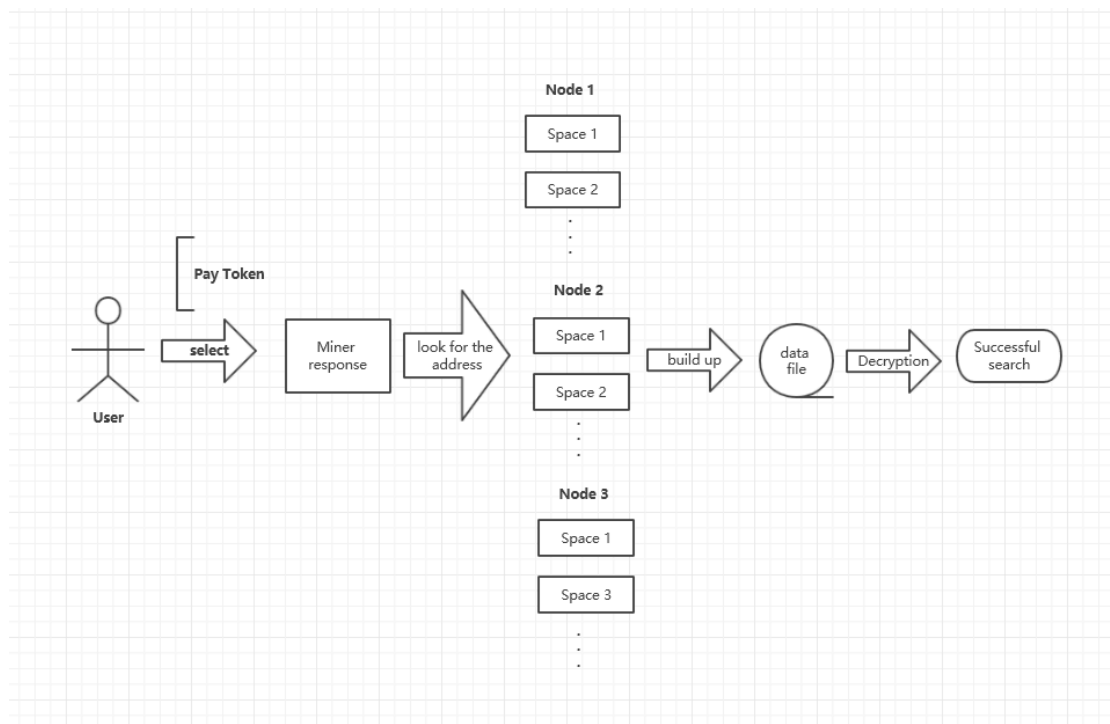 Node 1
Space 1
Space 2
Pay Token
User
select
Miner
response
look for the
address
Node 2
Space 1
Space 2
build up
data
file
Decryption
Successful
search
Node 3
Space 1
Space 3